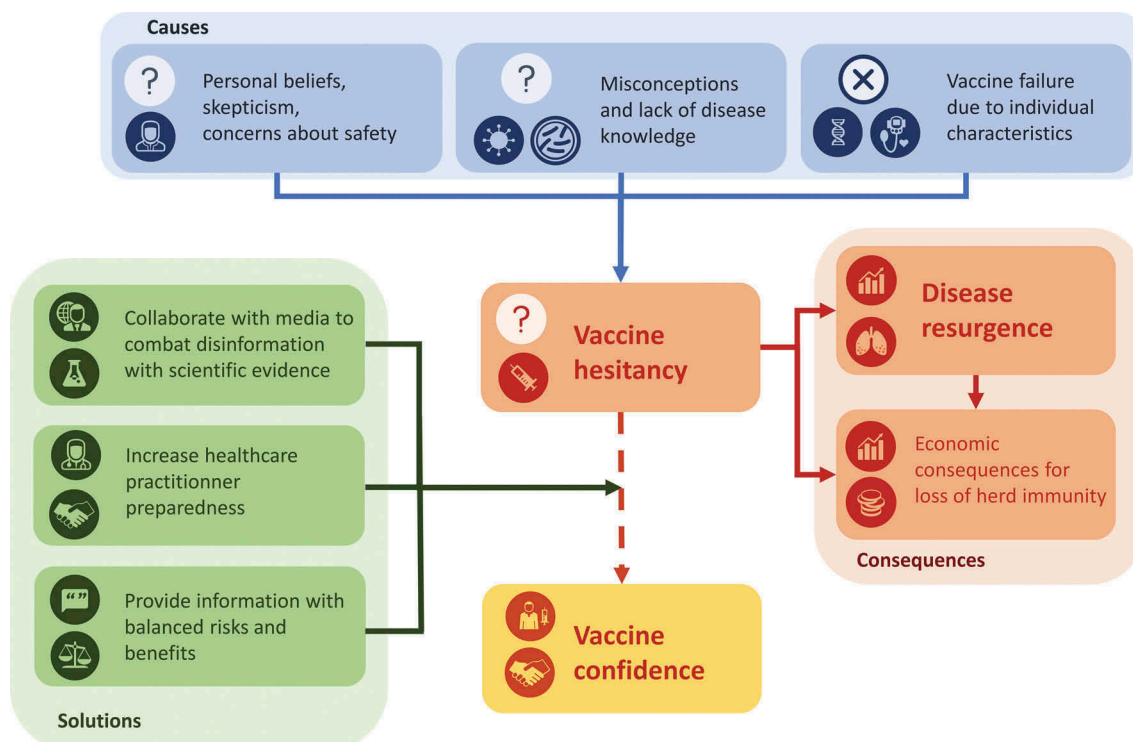 Causes
?
Personal beliefs,
skepticism,
concerns about safety
?
Misconceptions
and lack of disease
knowledge
Vaccine failure
due to individual
characteristics
Collaborate with media to
combat disinformation
with scientific evidence
Increase healthcare
practitionner
preparedness
“ ”
Provide information with
balanced risks and
benefits
Solutions
?
Vaccine
hesitancy
Vaccine
confidence
Disease
resurgence
Economic
consequences for
loss of herd immunity
Consequences